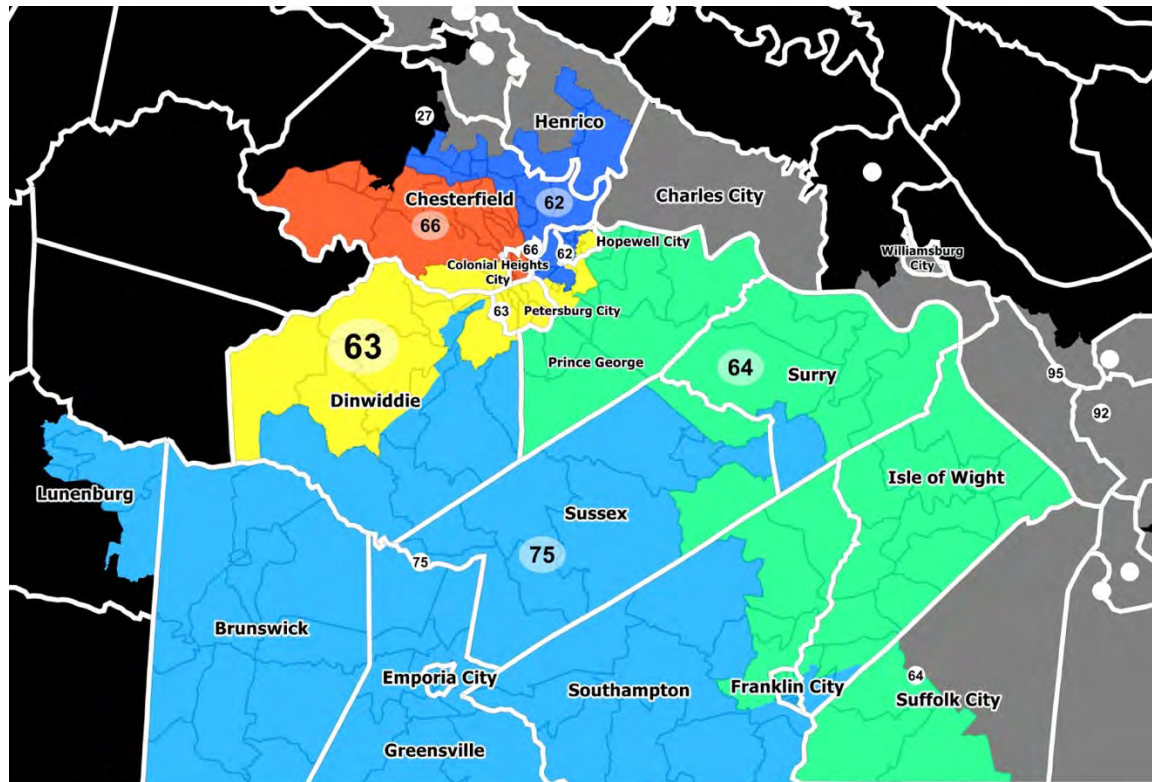 27
Henrico
Chesterfield
62
66
Charles City
66
62
Hopewell City
Williamsburg
City
Colonial Heights
City
63
Petersburg City
63
Prince George
64
Surry
95
92
Dinwiddie
Lunenburg
Isle of Wight
Sussex
75
75
Brunswick
Emporia City
Southampton
Franklin City
64
Suffolk City
Greensville